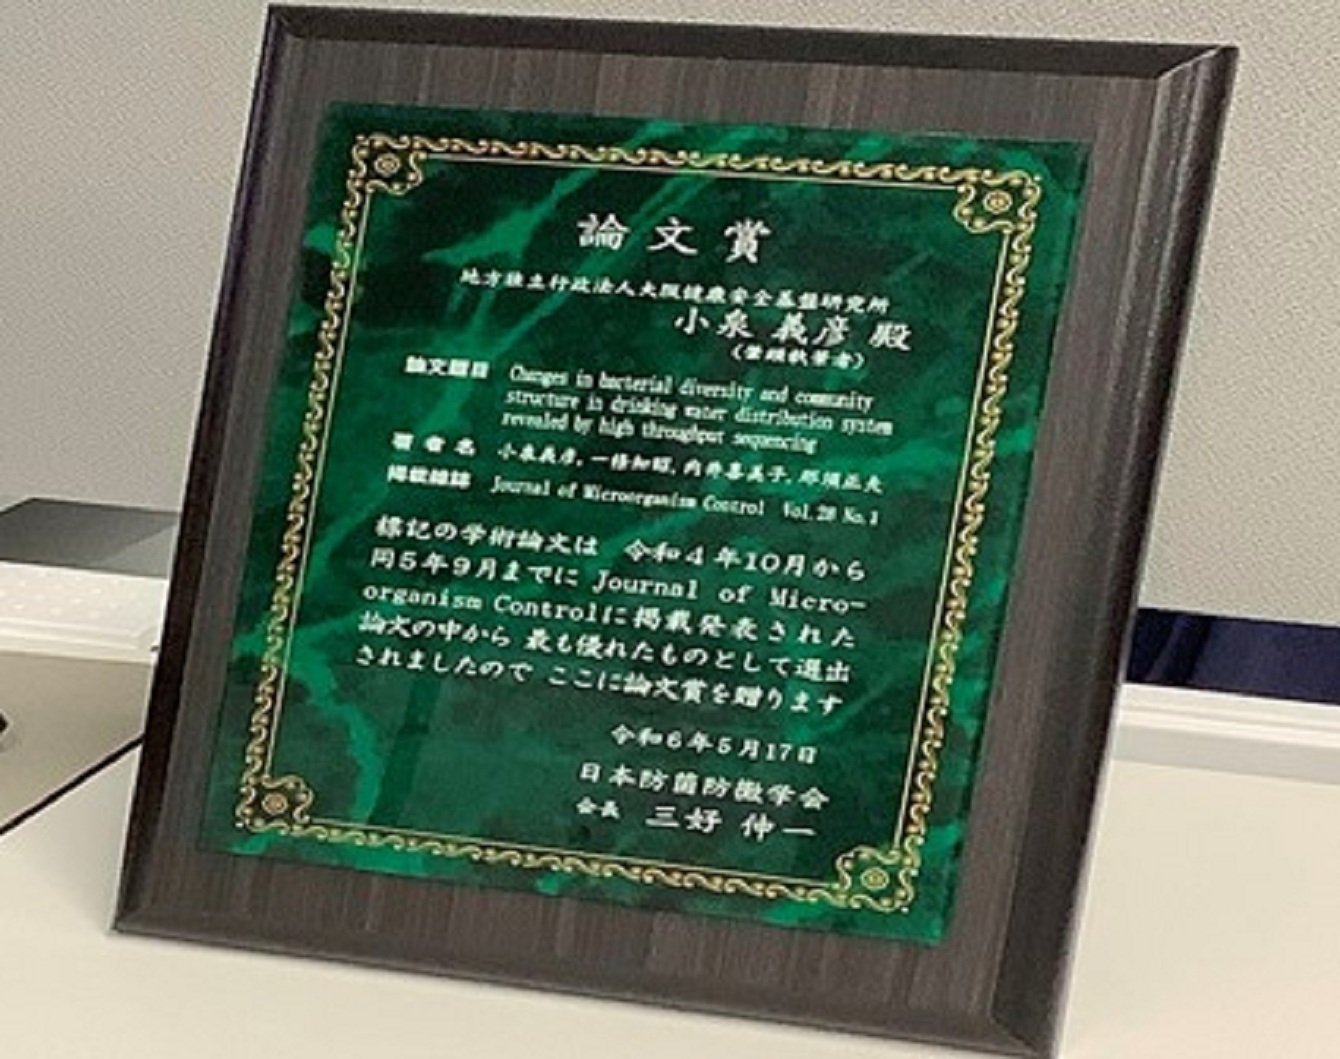 論文賞
地方独立行政法人大阪健康安全基盤研究所
小泉 義彦 殿
(筆頭執筆者)
論文題目 Changes in bacterial diversity and community
structure in drinking water distribution system
revealed by high throughput sequencing
著者名 小泉義彦, 一條知昭, 内井喜美子, 那須正夫
掲載雑誌 Journal of Microorganism Control Vol.28 No.1
標記の学術論文は 令和4年10月から
同5年9月までに Journal of Micro-
organism Controlに掲載発表された
論文の中から 最も優れたものとして選出
されましたので ここに論文賞を贈ります
令和6年5月17日
日本防菌防黴学会
会長 三好 伸一